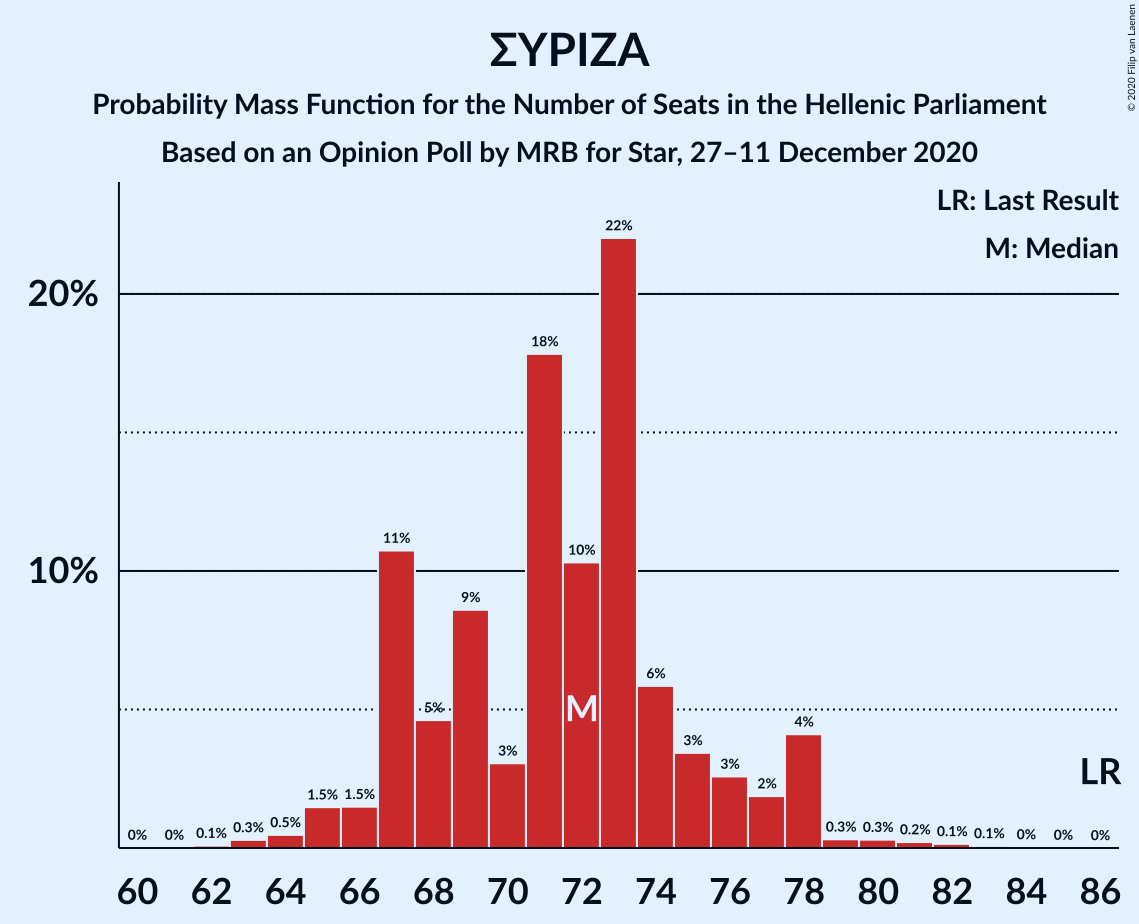 © 2020 Filip van Laenen
ΣΥΡΙΖΑ
Probability Mass Function for the Number of Seats in the Hellenic Parliament
Based on an Opinion Poll by MRB for Star, 27–11 December 2020
LR: Last Result
M: Median
20%
10%
0% 0% 0.1% 0.3% 0.5% 1.5% 1.5% 11% 5% 9% 3% 18% 10% 22% 6% 3% 3% 2% 4% 0.3% 0.3% 0.2% 0.1% 0.1% 0% 0% 0%
M
LR
60 62 64 66 68 70 72 74 76 78 80 82 84 86